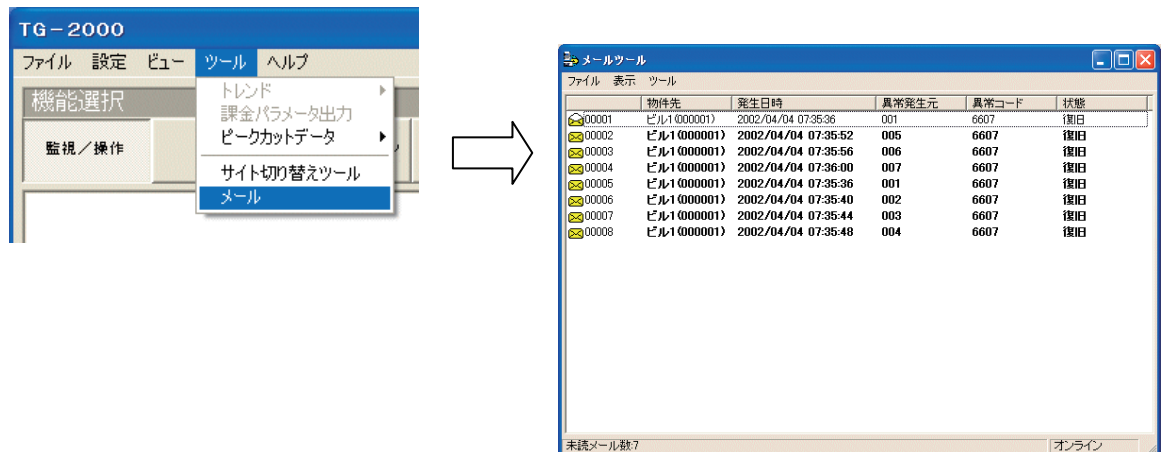 TG-2000
ファイル 設定 ビュー ツール ヘルプ
機能選択
監視／操作
トレンド
課金パラメータ出力
ピークカットデータ
サイト切り替えツール
メール
メールツール
ファイル 表示 ツール
物件先 発生日時 異常発生元 異常コード 状態
00001 ビル1(000001) 2002/04/04 07:35:36 001 6607 復旧
00002 ビル1(000001) 2002/04/04 07:35:52 005 6607 復旧
00003 ビル1(000001) 2002/04/04 07:35:56 006 6607 復旧
00004 ビル1(000001) 2002/04/04 07:36:00 007 6607 復旧
00005 ビル1(000001) 2002/04/04 07:35:36 001 6607 復旧
00006 ビル1(000001) 2002/04/04 07:35:40 002 6607 復旧
00007 ビル1(000001) 2002/04/04 07:35:44 003 6607 復旧
00008 ビル1(000001) 2002/04/04 07:35:48 004 6607 復旧
未読メール数:7 オンライン